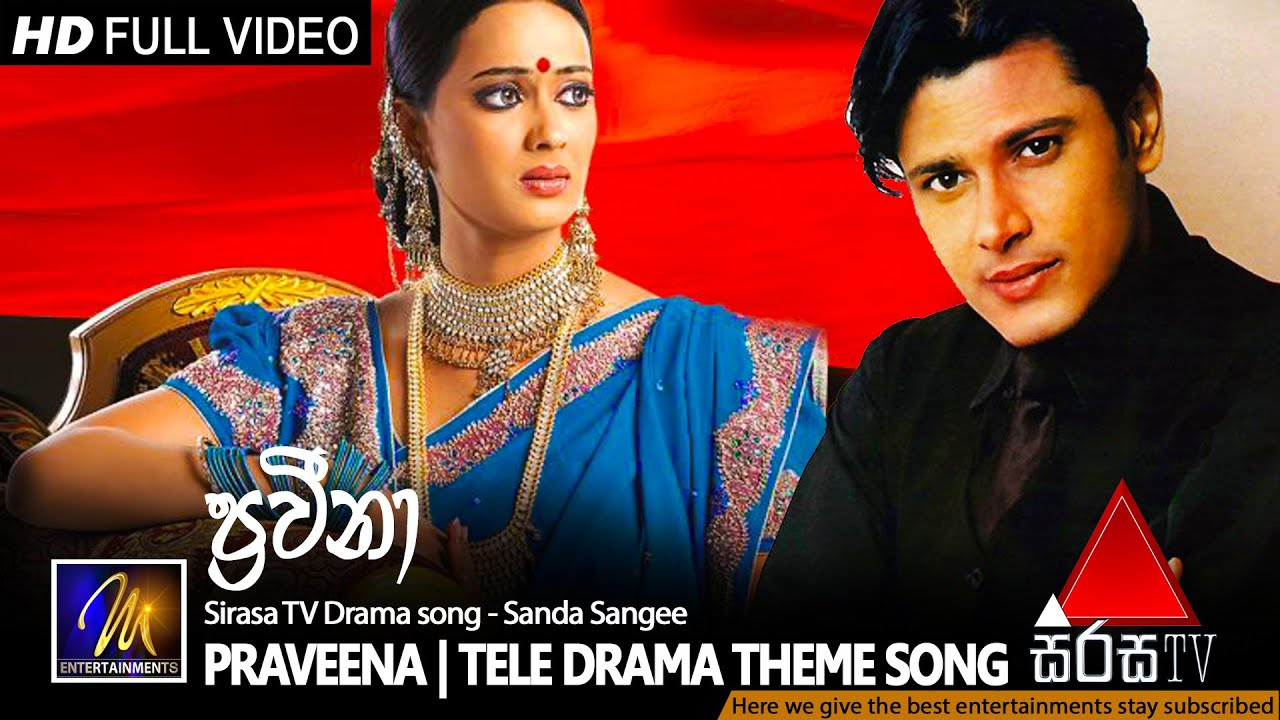 HD FULL VIDEO
ප්‍රවීනා
Sirasa TV Drama song - Sanda Sangee
PRAVEENA | TELE DRAMA THEME SONG
M
ENTERTAINMENTS
සිරස TV
Here we give the best entertainments stay subscribed